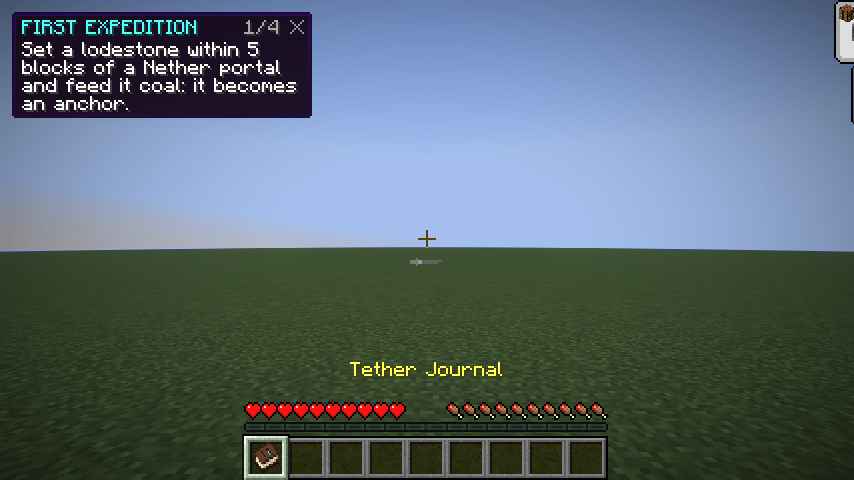 FIRST EXPEDITION 1/4 X
Set a lodestone within 5
blocks of a Nether portal
and feed it coal: it becomes
an anchor.
Tether Journal